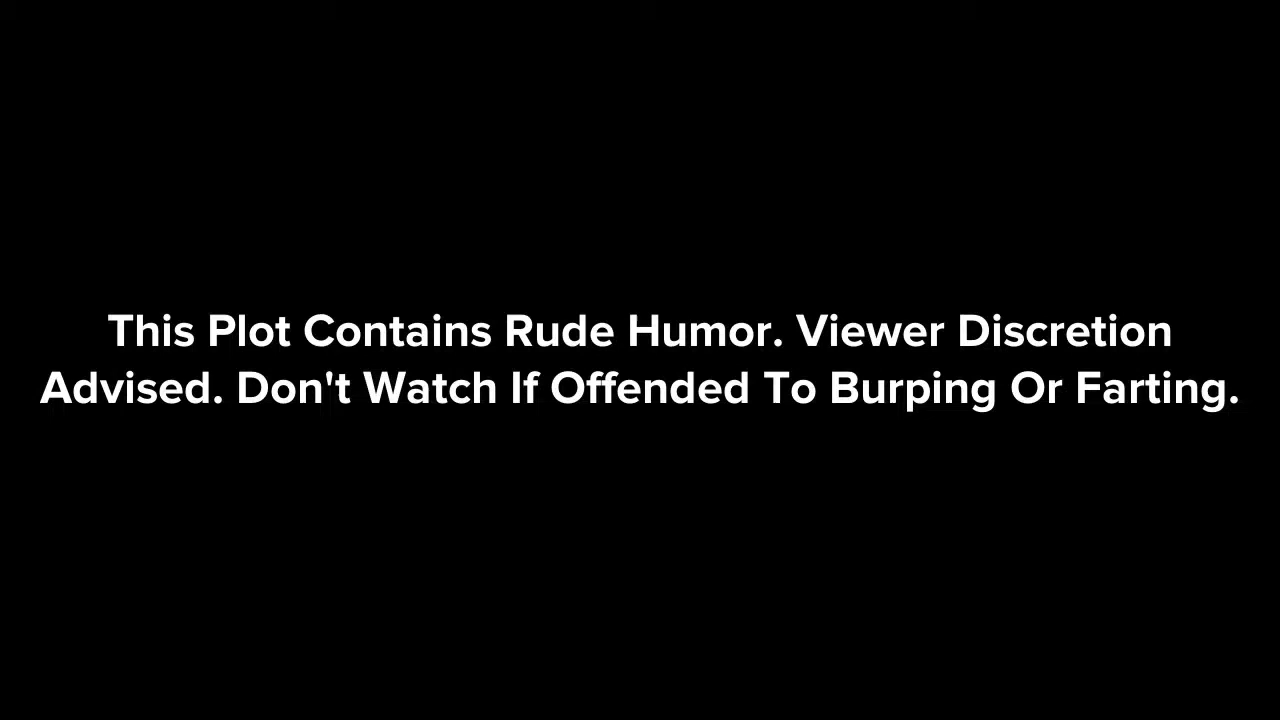 This Plot Contains Rude Humor. Viewer Discretion
Advised. Don't Watch If Offended To Burping Or Farting.